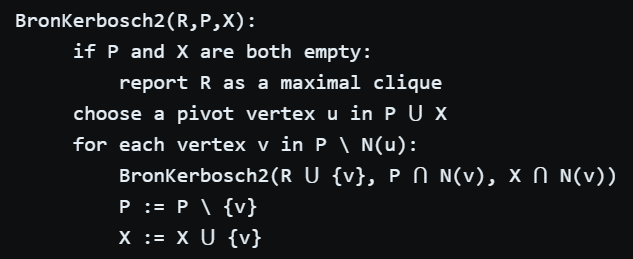 BronKerbosch2(R,P,X):
if P and X are both empty:
report R as a maximal clique
choose a pivot vertex u in P ⋃ X
for each vertex v in P \ N(u):
BronKerbosch2(R ⋃ {v}, P ⋂ N(v), X ⋂ N(v))
P := P \ {v}
X := X ⋃ {v}